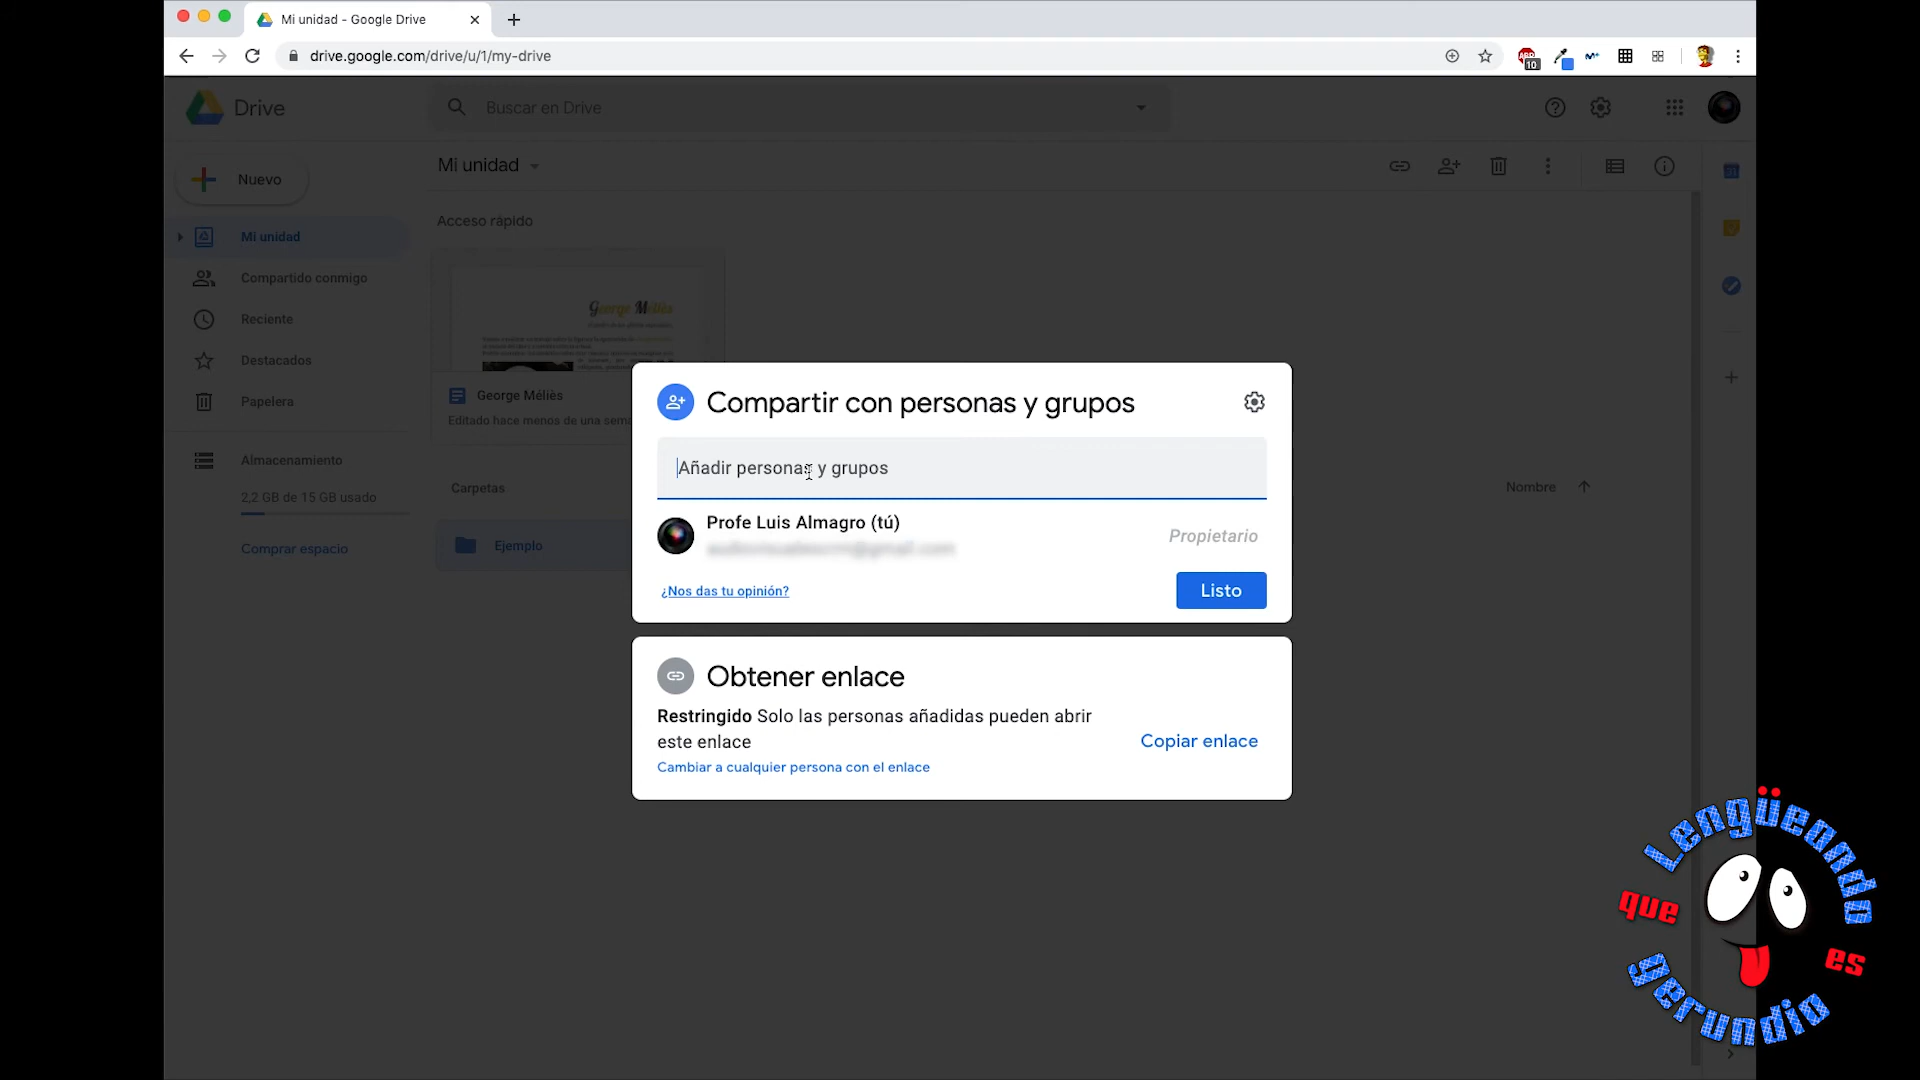 Mi unidad - Google Drive
drive.google.com/drive/u/1/my-drive
10
Drive
Buscar en Drive
Nuevo
Mi unidad
Mi unidad
Compartido conmigo
Reciente
Destacados
Papelera
Almacenamiento
2,2 GB de 15 GB usado
Comprar espacio
Acceso rápido
George Méliès
George Méliès
Editado hace menos de una sema
Carpetas
Nombre
Ejemplo
Compartir con personas y grupos
Añadir personas y grupos
Profe Luis Almagro (tú)
Propietario
¿Nos das tu opinión?
Listo
Obtener enlace
Restringido Solo las personas añadidas pueden abrir
este enlace
Copiar enlace
Cambiar a cualquier persona con el enlace
Lengüeando
que
es
gerundio